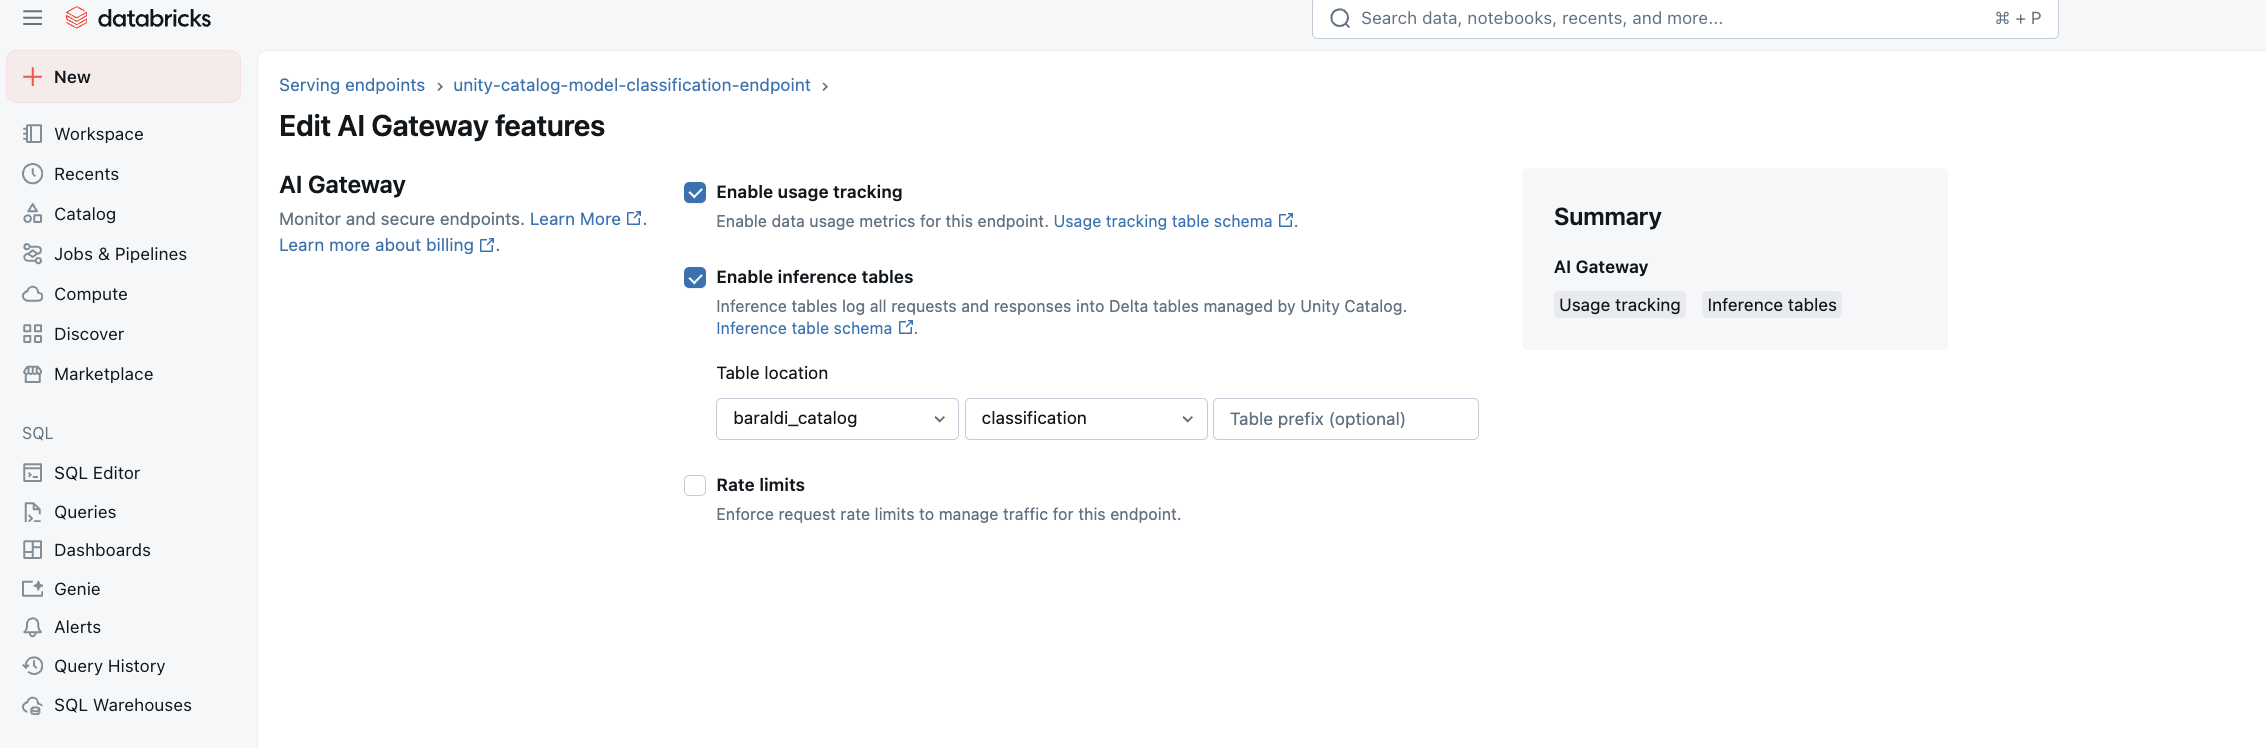 databricks
Search data, notebooks, recents, and more...
⌘ + P
New
Workspace
Recents
Catalog
Jobs & Pipelines
Compute
Discover
Marketplace
SQL
SQL Editor
Queries
Dashboards
Genie
Alerts
Query History
SQL Warehouses
Serving endpoints › unity-catalog-model-classification-endpoint ›
Edit AI Gateway features
AI Gateway
Monitor and secure endpoints. Learn More.
Learn more about billing.
Enable usage tracking
Enable data usage metrics for this endpoint. Usage tracking table schema.
Enable inference tables
Inference tables log all requests and responses into Delta tables managed by Unity Catalog.
Inference table schema.
Table location
baraldi_catalog
classification
Table prefix (optional)
Rate limits
Enforce request rate limits to manage traffic for this endpoint.
Summary
AI Gateway
Usage tracking
Inference tables